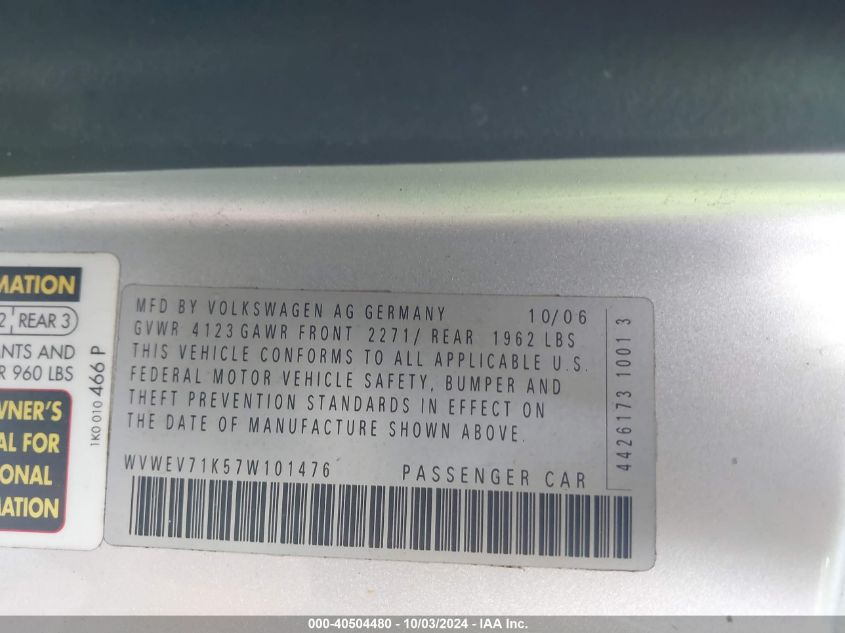 MATION
2 REAR 3
NTS AND
R 960 LBS
WNER'S
AL FOR
ONAL
MATION
1K0 010 466 P
MFD BY VOLKSWAGEN AG GERMANY 10/06
GVWR 4123 GAWR FRONT 2271/ REAR 1962 LBS
THIS VEHICLE CONFORMS TO ALL APPLICABLE U.S.
FEDERAL MOTOR VEHICLE SAFETY, BUMPER AND
THEFT PREVENTION STANDARDS IN EFFECT ON
THE DATE OF MANUFACTURE SHOWN ABOVE.
WVWEV71K57W101476 PASSENGER CAR
4426173 1001 3
000-40504480 - 10/03/2024 - IAA Inc.